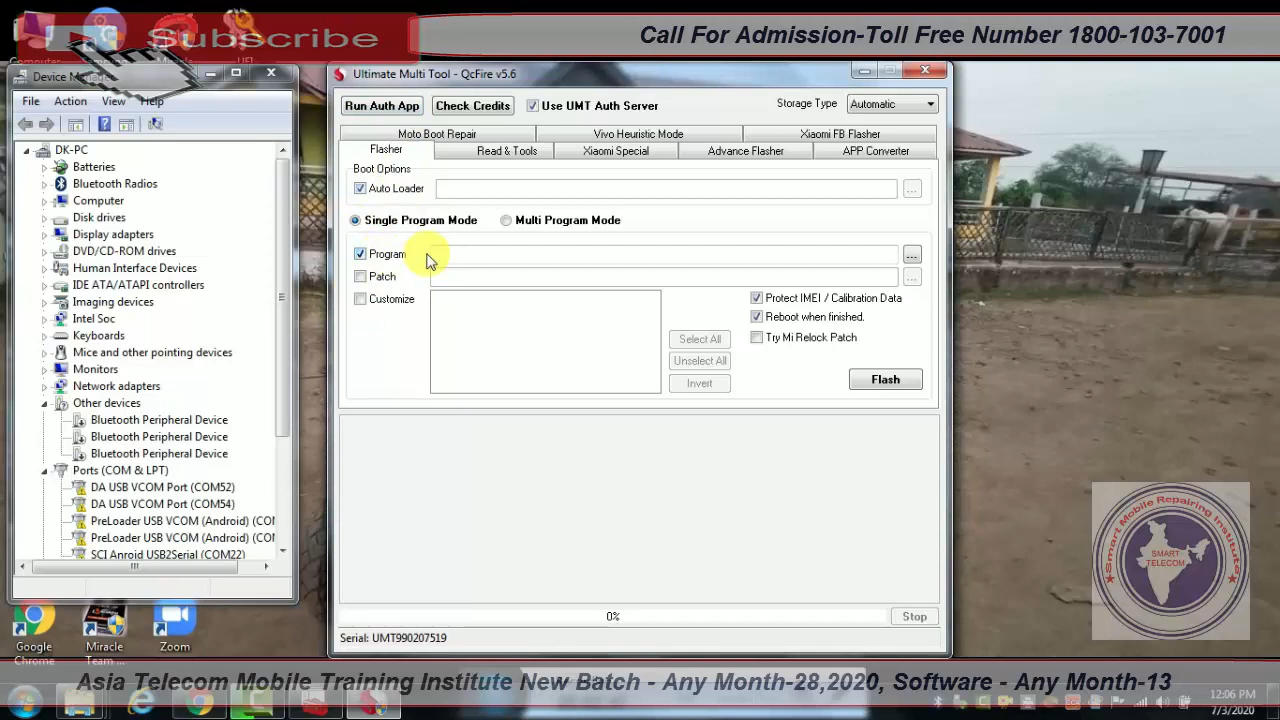 Subscribe
Call For Admission-Toll Free Number 1800-103-7001
Device
File Action View Help
DK-PC
Batteries
Bluetooth Radios
Computer
Disk drives
Display adapters
DVD/CD-ROM drives
Human Interface Devices
IDE ATA/ATAPI controllers
Imaging devices
Intel Soc
Keyboards
Mice and other pointing devices
Monitors
Network adapters
Other devices
Bluetooth Peripheral Device
Bluetooth Peripheral Device
Bluetooth Peripheral Device
Ports (COM & LPT)
DA USB VCOM Port (COM52)
DA USB VCOM Port (COM54)
PreLoader USB VCOM (Android) (CO
PreLoader USB VCOM (Android) (CO
SCI Anroid USB2Serial (COM22)
Ultimate Multi Tool - QcFire v5.6
Run Auth App Check Credits Use UMT Auth Server Storage Type Automatic
Moto Boot Repair Vivo Heuristic Mode Xiaomi FB Flasher
Flasher Read & Tools Xiaomi Special Advance Flasher APP Converter
Boot Options
Auto Loader ...
Single Program Mode Multi Program Mode
Program ...
Patch ...
Customize
Protect IMEI / Calibration Data
Reboot when finished.
Try Mi Relock Patch
Select All
Unselect All
Invert
Flash
0% Stop
Serial: UMT990207519
Smart Mobile Repairing Institute
SMART
TELECOM
Google
Chrome
Miracle
Team ...
Zoom
Asia Telecom Mobile Training Institute New Batch - Any Month-28,2020, Software - Any Month-13
12:06 PM
7/3/2020